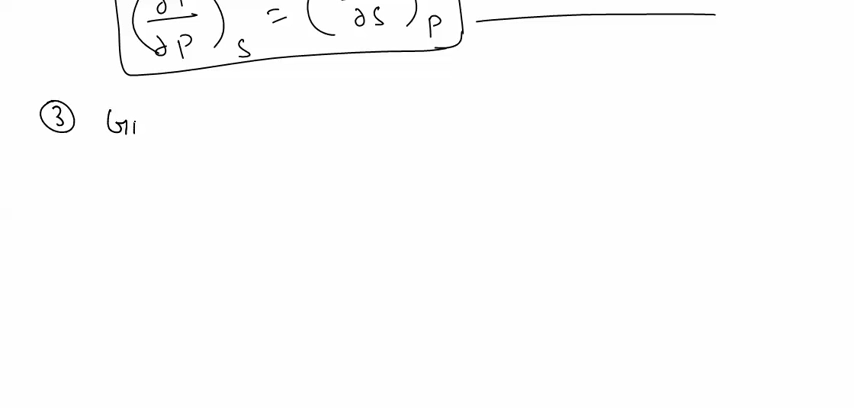 (∂T/∂P)_S = (∂ /∂S)_P
③ Gi